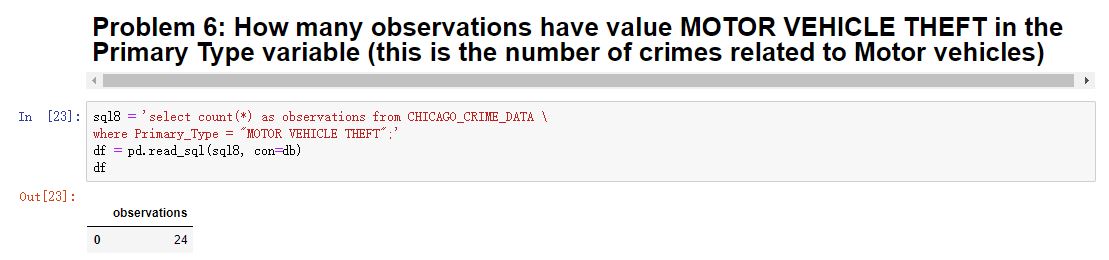 Problem 6: How many observations have value MOTOR VEHICLE THEFT in the
Primary Type variable (this is the number of crimes related to Motor vehicles)
In [23]: sql8 = 'select count(*) as observations from CHICAGO_CRIME_DATA \
where Primary_Type = "MOTOR VEHICLE THEFT";'
df = pd.read_sql(sql8, con=db)
df
Out[23]:
observations
0 24